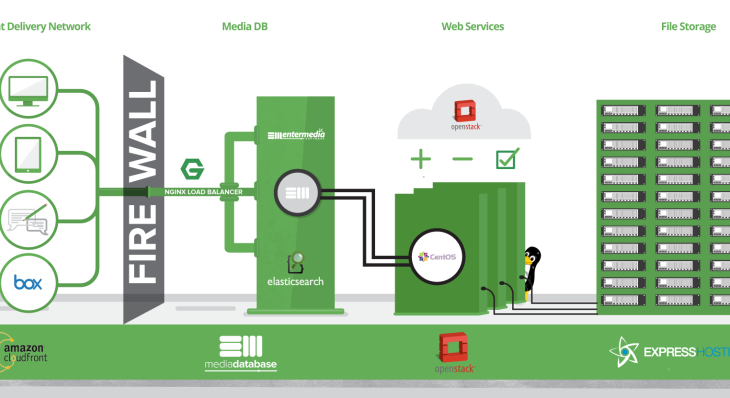 t Delivery Network
Media DB
Web Services
File Storage
FIRE WALL
entermedia
openstack
NGINX LOAD BALANCER
CentOS
box
elasticsearch
amazon
cloudfront
mediadatabase
openstack
EXPRESS HOSTIN